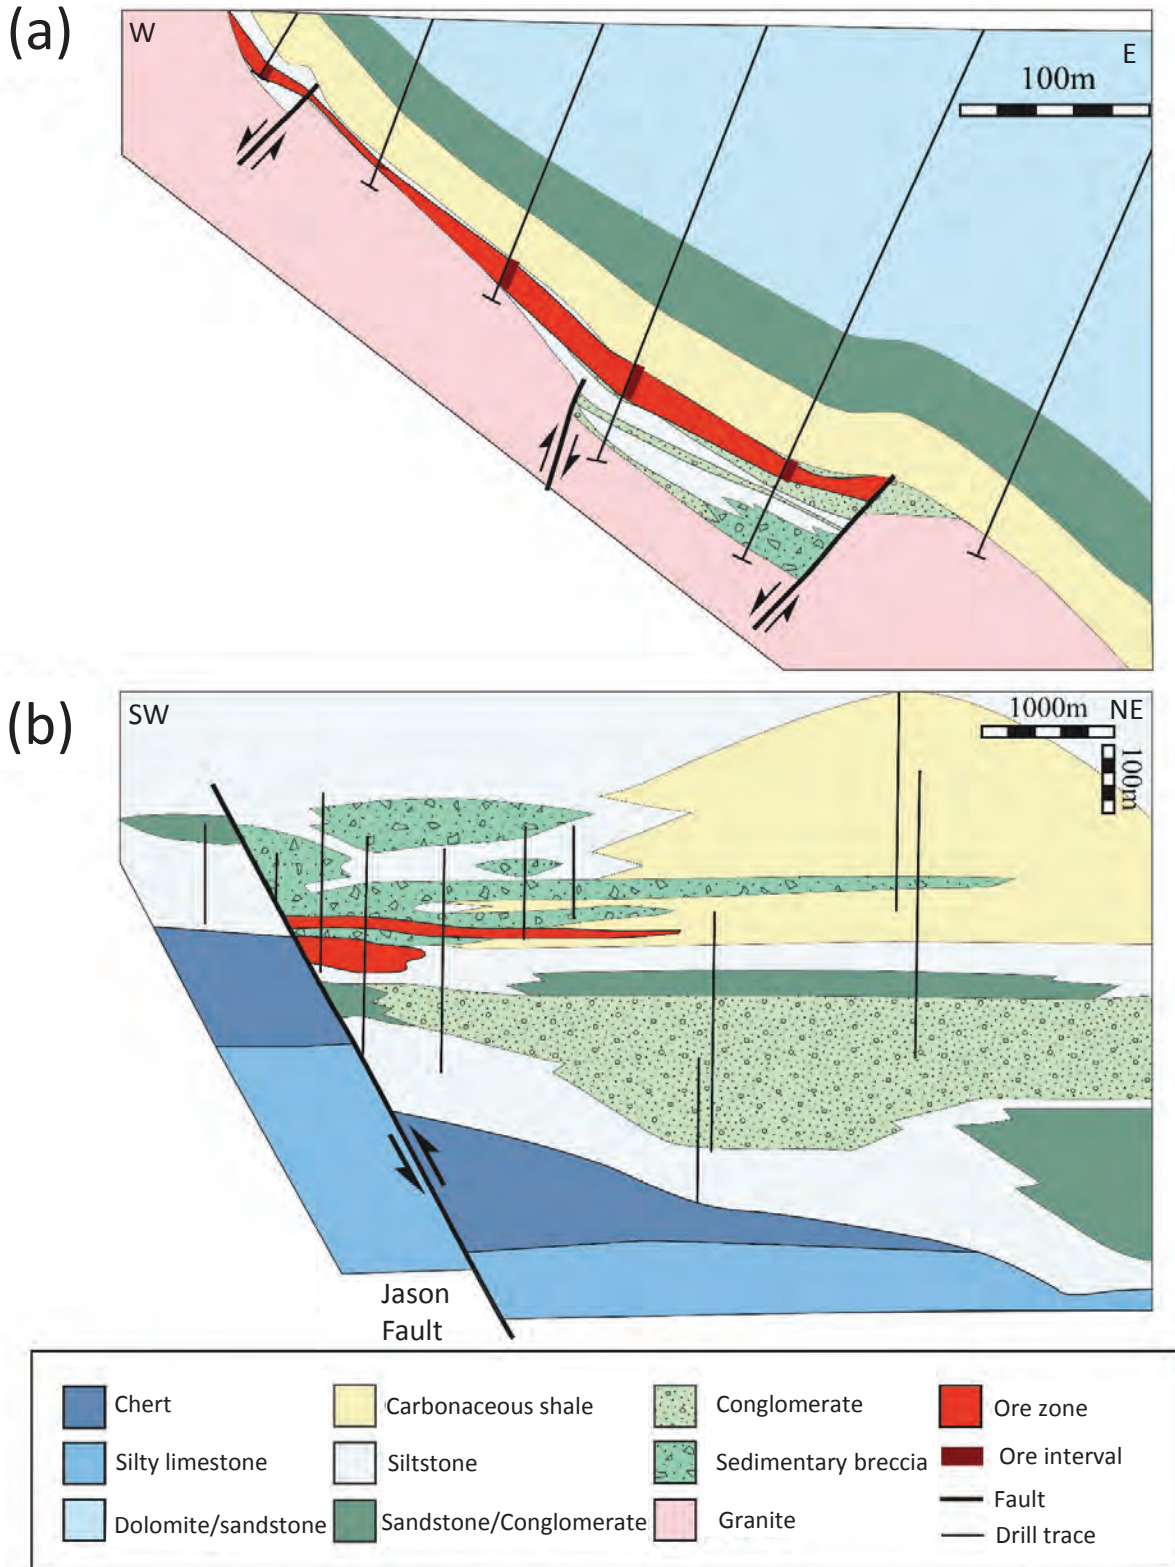 (a)
W
E
100m
(b)
SW
NE
1000m
100m
Jason
Fault
Chert
Carbonaceous shale
Conglomerate
Ore zone
Silty limestone
Siltstone
Sedimentary breccia
Ore interval
Dolomite/sandstone
Sandstone/Conglomerate
Granite
Fault
Drill trace